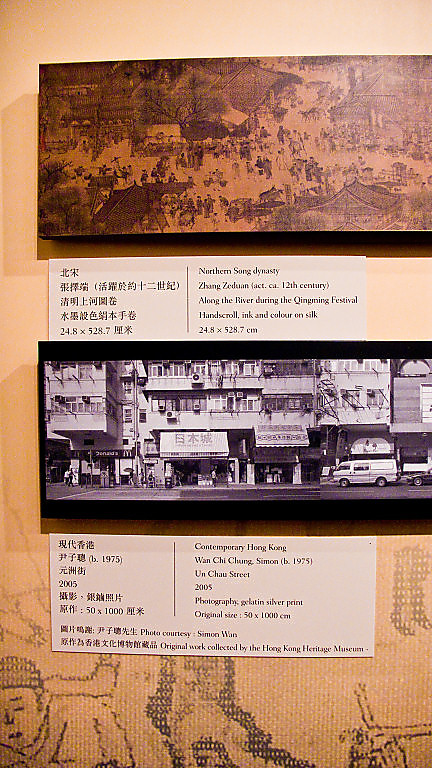 北宋
張擇端 (活躍於約十二世紀)
清明上河圖卷
水墨設色絹本手卷
24.8 × 528.7 厘米
Northern Song dynasty
Zhang Zeduan (act. ca. 12th century)
Along the River during the Qingming Festival
Handscroll, ink and colour on silk
24.8 × 528.7 cm
日本城
Donald's
現代香港
尹子聰 (b. 1975)
元洲街
2005
攝影、銀鹽照片
原作 : 50 x 1000 厘米
Contemporary Hong Kong
Wan Chi Chung, Simon (b. 1975)
Un Chau Street
2005
Photography, gelatin silver print
Original size : 50 x 1000 cm
圖片鳴謝: 尹子聰先生 Photo courtesy : Simon Wan
原作為香港文化博物館藏品 Original work collected by the Hong Kong Heritage Museum -